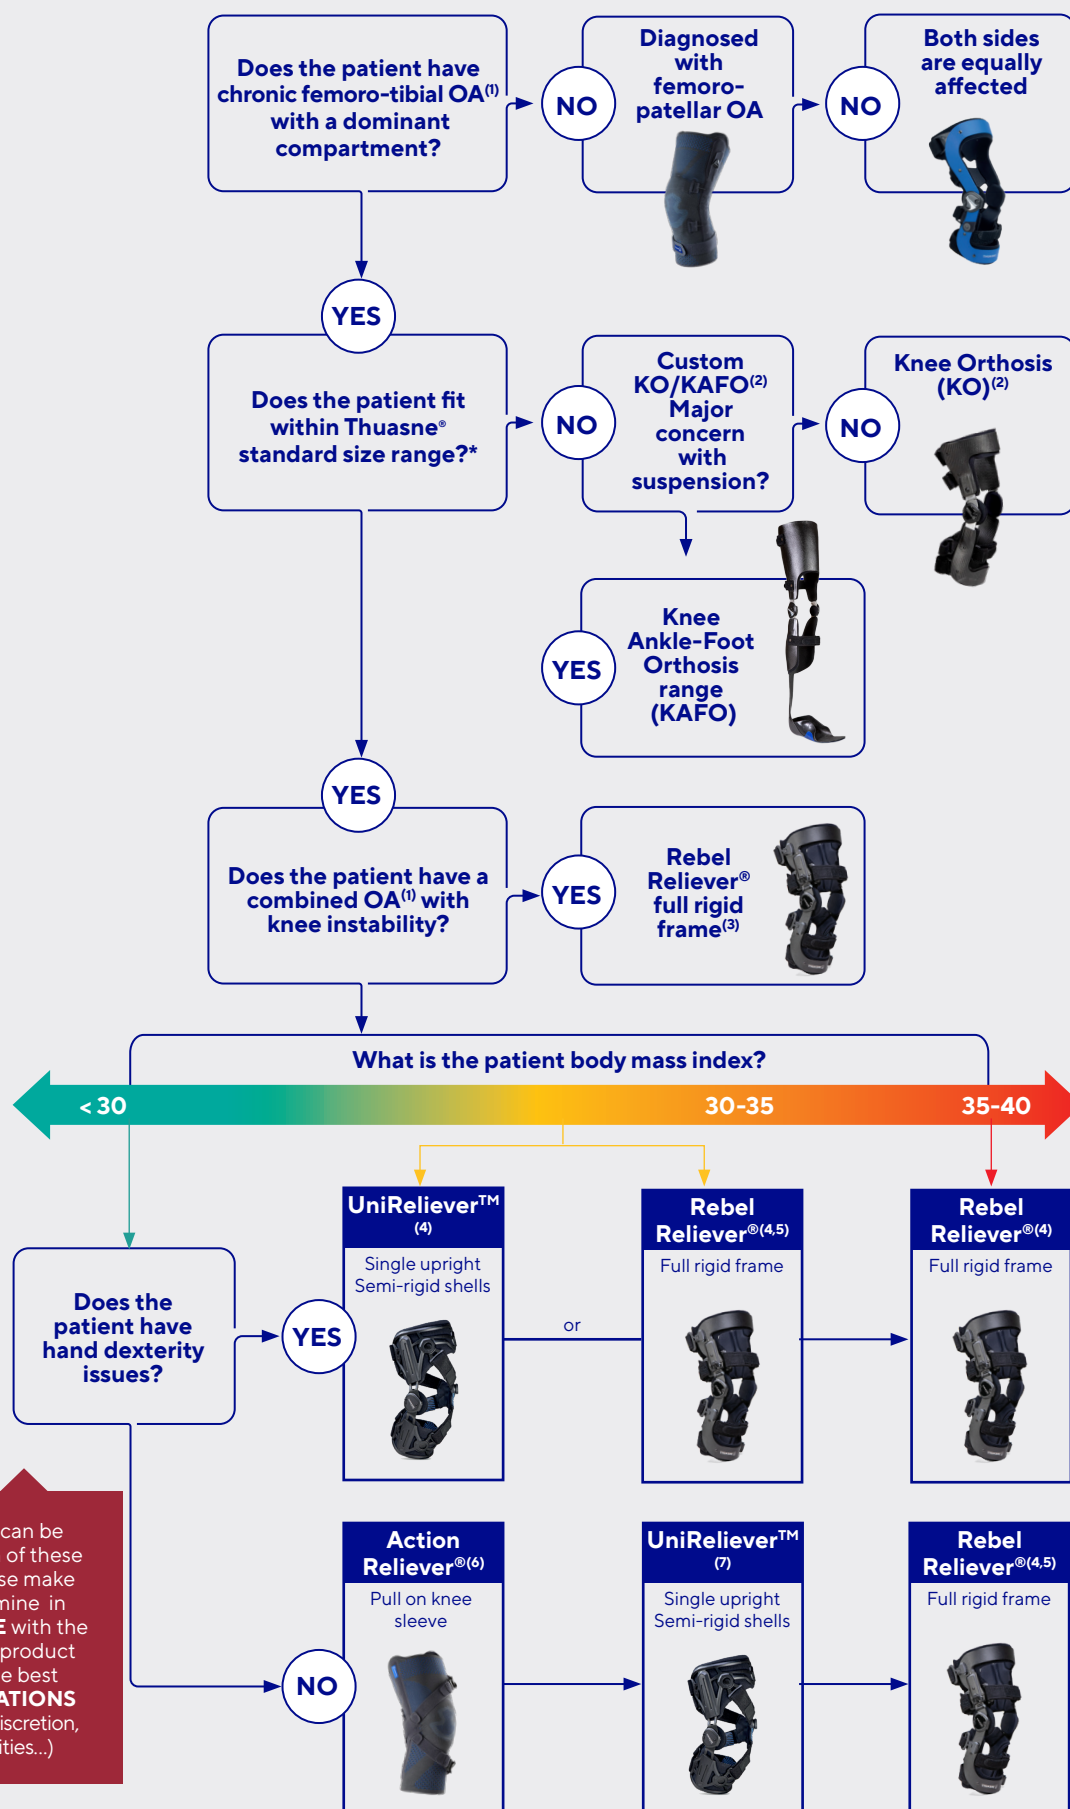 Does the patient have
chronic femoro-tibial OA(1)
with a dominant
compartment?
NO
Diagnosed
with
femoro-
patellar OA
NO
Both sides
are equally
affected
YES
Does the patient fit
within Thuasne®
standard size range?*
NO
Custom
KO/KAFO(2)
Major
concern
with
suspension?
NO
Knee Orthosis
(KO)(2)
YES
Knee
Ankle-Foot
Orthosis
range
(KAFO)
YES
Does the patient have a
combined OA(1) with
knee instability?
YES
Rebel
Reliever®
full rigid
frame(3)
What is the patient body mass index?
< 30
30-35
35-40
Does the
patient have
hand dexterity
issues?
YES
UniReliever™
(4)
Single upright
Semi-rigid shells
or
Rebel
Reliever®(4,5)
Full rigid frame
Rebel
Reliever®(4)
Full rigid frame
can be
of these
se make
mine in
E with the
product
e best
ATIONS
iscretion,
ities...)
NO
Action
Reliever®(6)
Pull on knee
sleeve
UniReliever™
(7)
Single upright
Semi-rigid shells
Rebel
Reliever®(4,5)
Full rigid frame